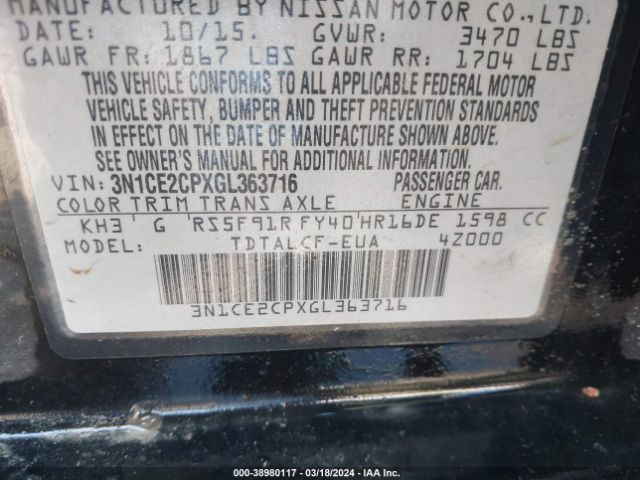 MANUFACTURED BY NISSAN MOTOR CO., LTD.
DATE: 10/15. GVWR: 3470 LBS
GAWR FR: 1867 LBS GAWR RR: 1704 LBS
THIS VEHICLE CONFORMS TO ALL APPLICABLE FEDERAL MOTOR
VEHICLE SAFETY, BUMPER AND THEFT PREVENTION STANDARDS
IN EFFECT ON THE DATE OF MANUFACTURE SHOWN ABOVE.
SEE OWNER'S MANUAL FOR ADDITIONAL INFORMATION.
VIN: 3N1CE2CPXGL363716 PASSENGER CAR.
COLOR TRIM TRANS AXLE ENGINE
KH3 G RS5F91R FY40 HR16DE 1598 CC
MODEL: TDTALCF-EUA 4Z000
3N1CE2CPXGL363716
000-38980117 - 03/18/2024 - IAA Inc.